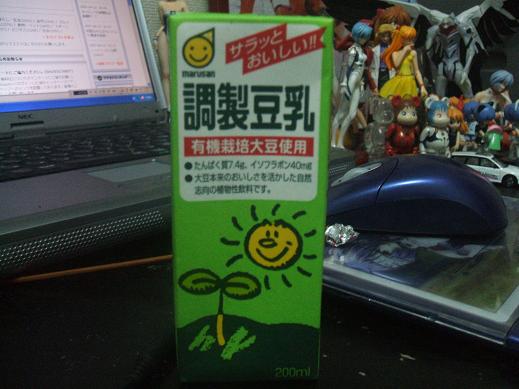 サラッと
おいしい!!
marusan
調製豆乳
有機栽培大豆使用
●たんぱく質7.4g、イソフラボン40mg
●大豆本来のおいしさを活かした自然
志向の植物性飲料です。
200ml
NEC